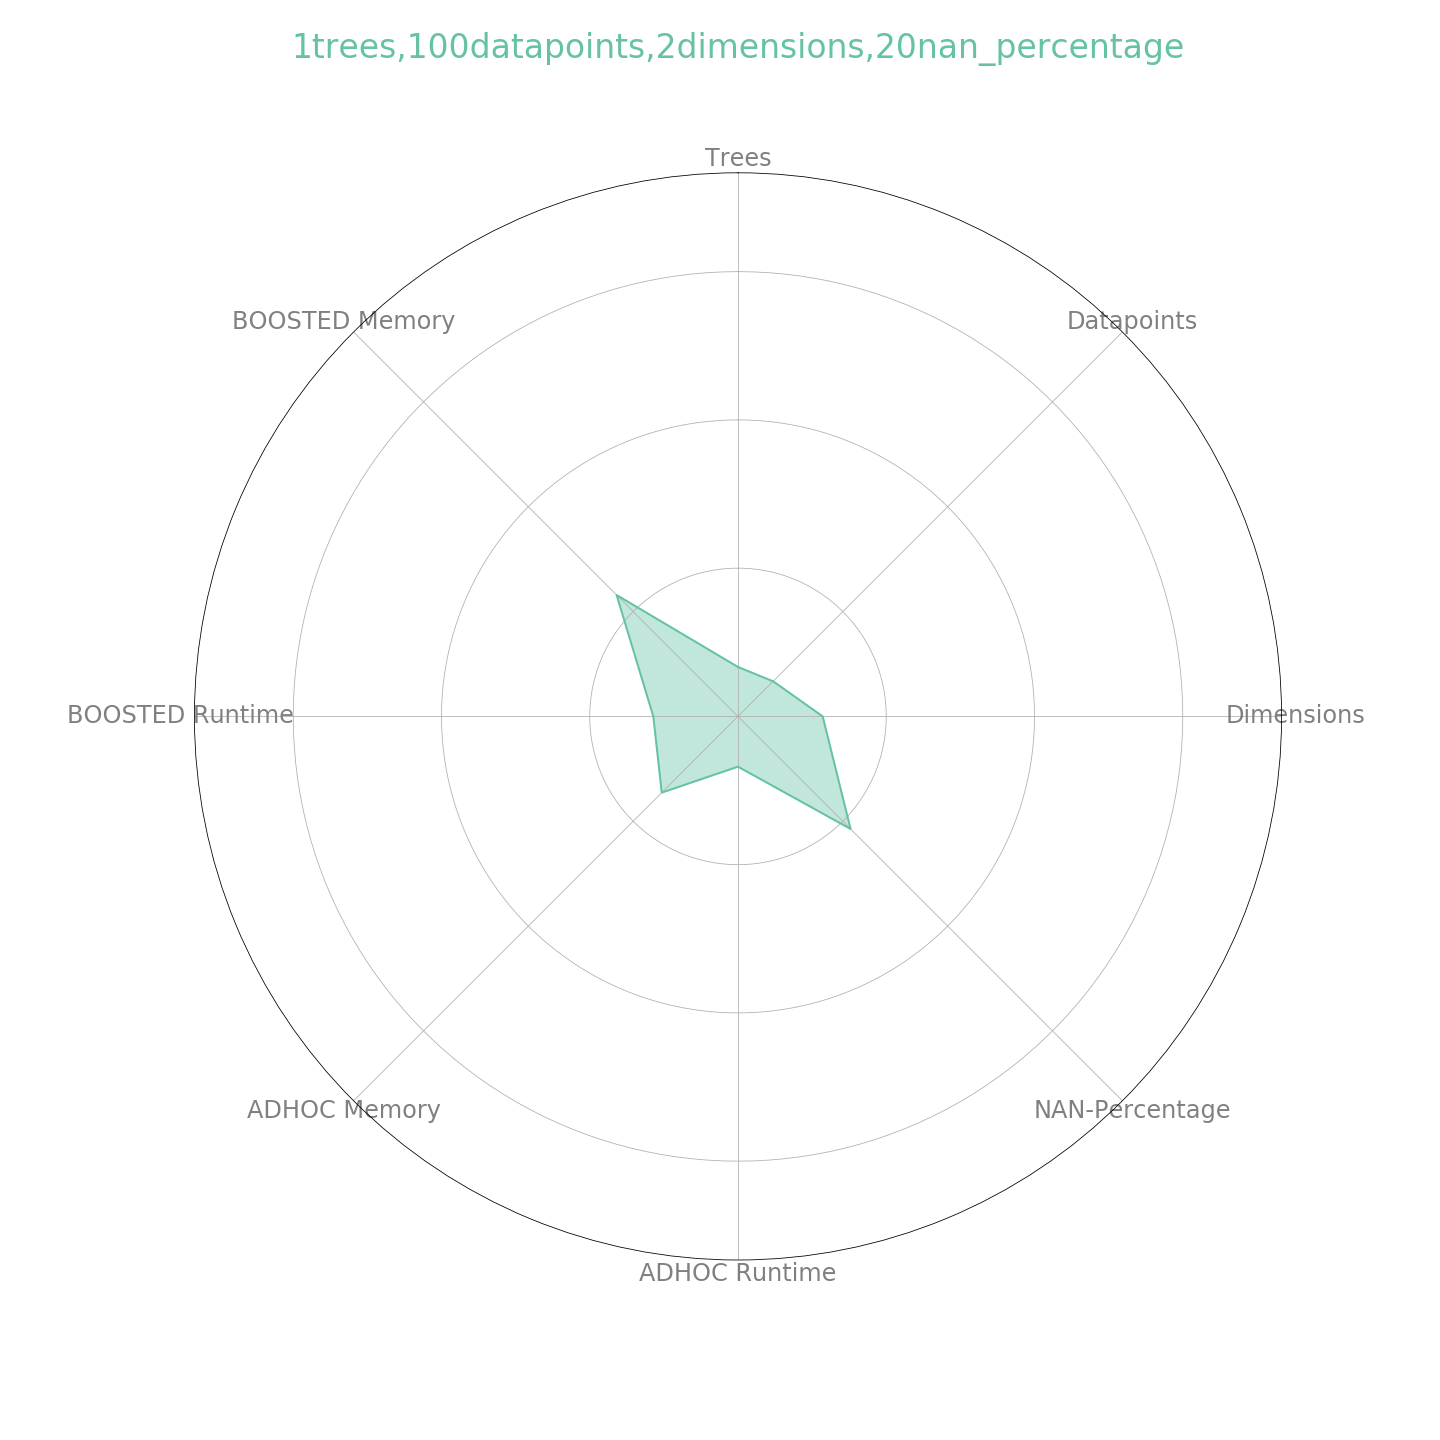 1trees,100datapoints,2dimensions,20nan_percentage
Trees
BOOSTED Memory
Datapoints
BOOSTED Runtime
Dimensions
ADHOC Memory
NAN-Percentage
ADHOC Runtime